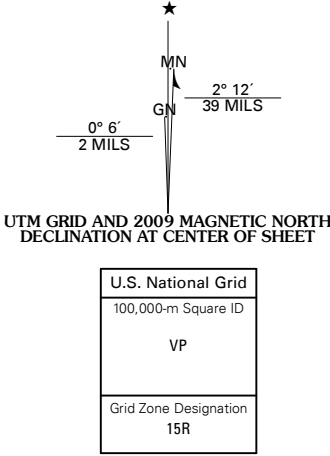 ★
MN
GN
2° 12´
39 MILS
0° 6´
2 MILS
UTM GRID AND 2009 MAGNETIC NORTH
DECLINATION AT CENTER OF SHEET
U.S. National Grid
100,000-m Square ID
VP
Grid Zone Designation
15R